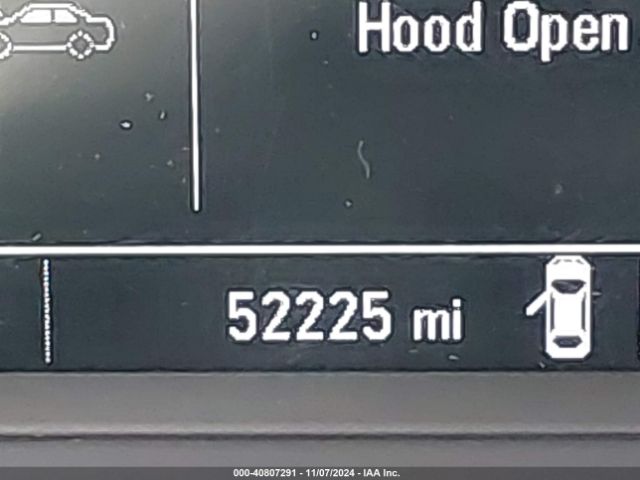 Hood Open
52225 mi
000-40807291 - 11/07/2024 - IAA Inc.